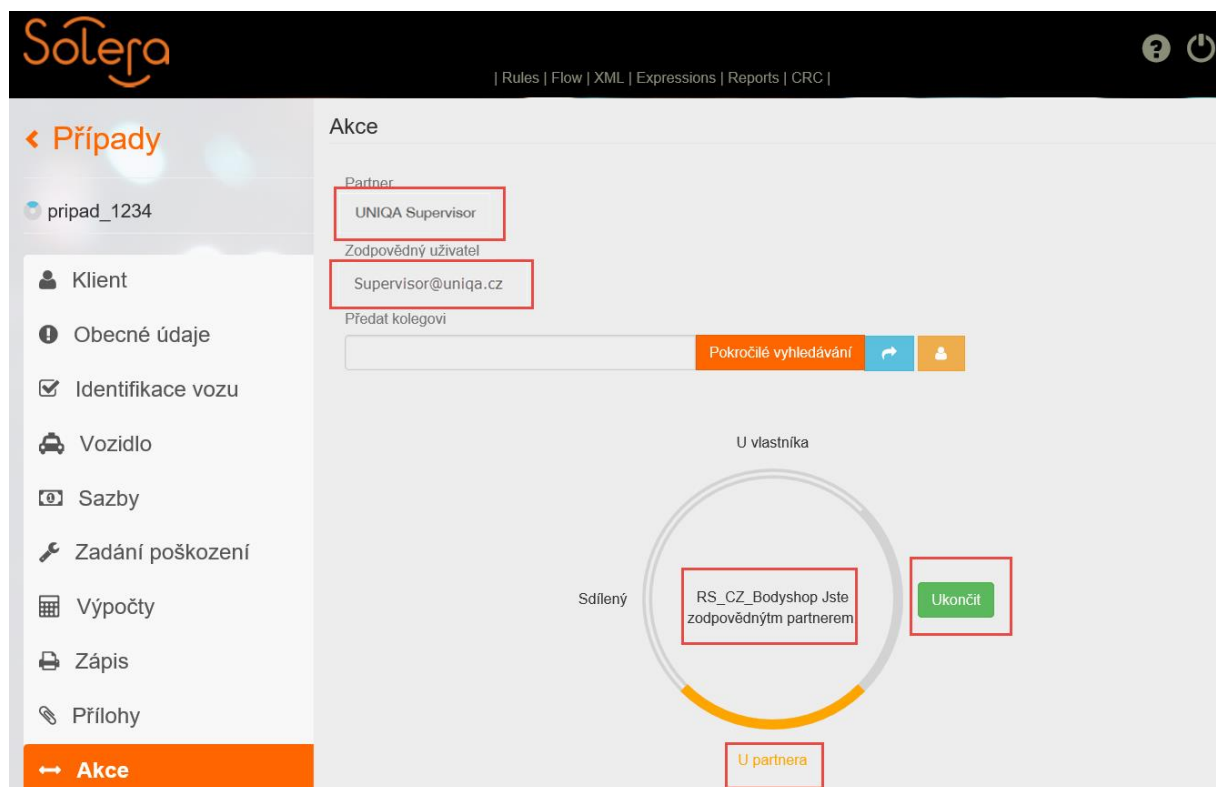 Solera
| Rules | Flow | XML | Expressions | Reports | CRC |
Případy
pripad_1234
Klient
Obecné údaje
Identifikace vozu
Vozidlo
Sazby
Zadání poškození
Výpočty
Zápis
Přílohy
Akce
Akce
Partner
UNIQA Supervisor
Zodpovědný uživatel
Supervisor@uniqa.cz
Předat kolegovi
Pokročilé vyhledávání
U vlastníka
Sdílený
RS_CZ_Bodyshop Jste
zodpovědnýtm partnerem
Ukončit
U partnera